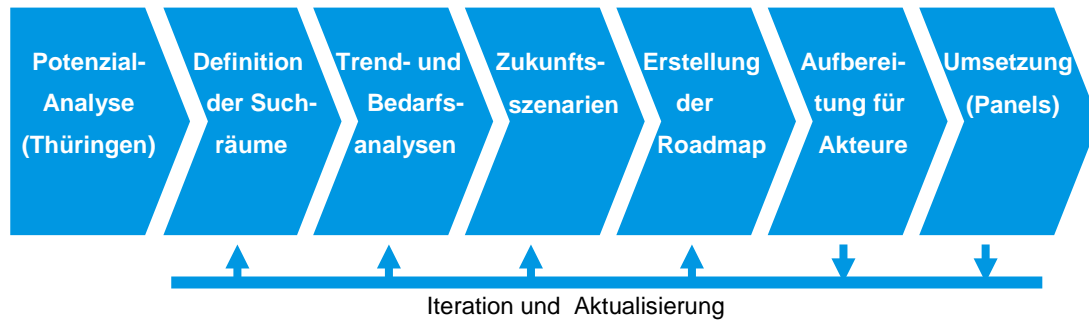 Potenzial-
Analyse
(Thüringen)
Definition
der Such-
räume
Trend- und
Bedarfs-
analysen
Zukunfts-
szenarien
Erstellung
der
Roadmap
Aufberei-
tung für
Akteure
Umsetzung
(Panels)
Iteration und Aktualisierung